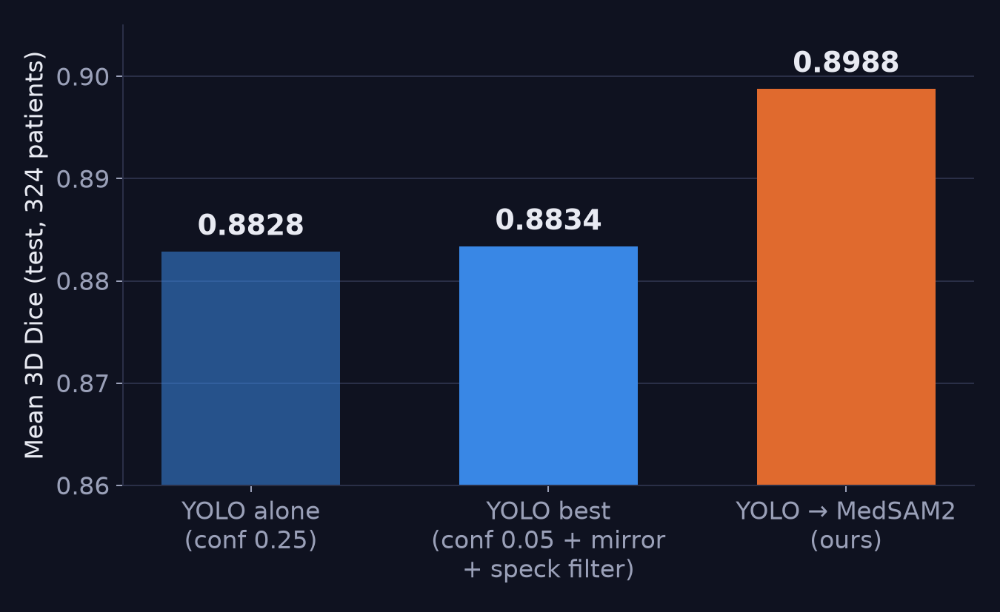 Mean 3D Dice (test, 324 patients)
0.90
0.89
0.88
0.87
0.86
0.8828
0.8834
0.8988
YOLO alone
(conf 0.25)
YOLO best
(conf 0.05 + mirror
+ speck filter)
YOLO → MedSAM2
(ours)